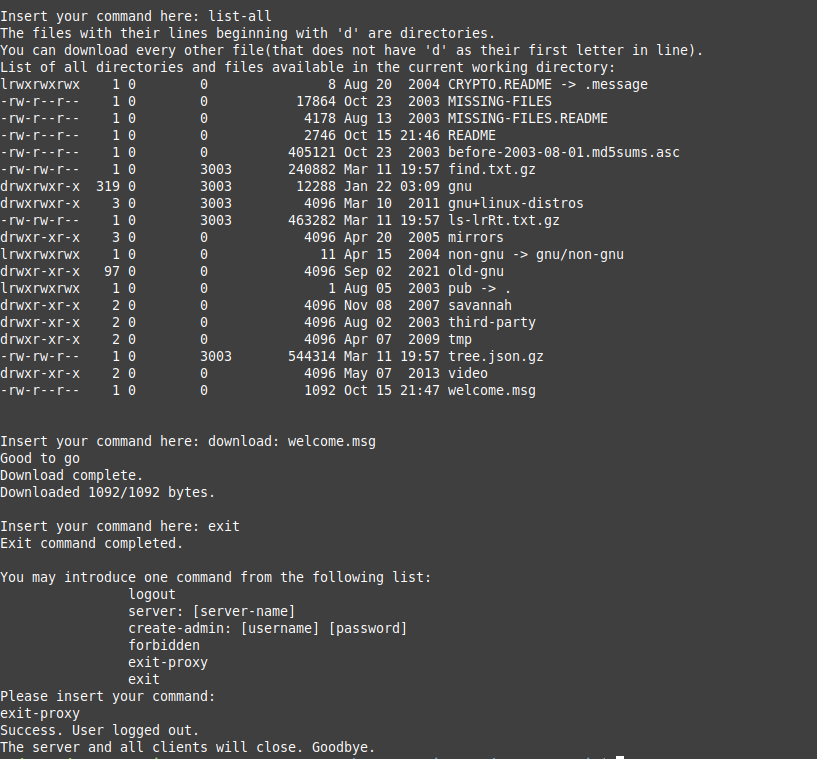 Insert your command here: list-all
The files with their lines beginning with 'd' are directories.
You can download every other file(that does not have 'd' as their first letter in line).
List of all directories and files available in the current working directory:
lrwxrwxrwx    1 0        0               8 Aug 20  2004 CRYPTO.README -> .message
-rw-r--r--    1 0        0           17864 Oct 23  2003 MISSING-FILES
-rw-r--r--    1 0        0            4178 Aug 13  2003 MISSING-FILES.README
-rw-r--r--    1 0        0            2746 Oct 15 21:46 README
-rw-r--r--    1 0        0          405121 Oct 23  2003 before-2003-08-01.md5sums.asc
-rw-rw-r--    1 0        3003       240882 Mar 11 19:57 find.txt.gz
drwxrwxr-x  319 0        3003        12288 Jan 22 03:09 gnu
drwxrwxr-x    3 0        3003         4096 Mar 10  2011 gnu+linux-distros
-rw-rw-r--    1 0        3003       463282 Mar 11 19:57 ls-lrRt.txt.gz
drwxr-xr-x    3 0        0            4096 Apr 20  2005 mirrors
lrwxrwxrwx    1 0        0              11 Apr 15  2004 non-gnu -> gnu/non-gnu
drwxr-xr-x   97 0        0            4096 Sep 02  2021 old-gnu
lrwxrwxrwx    1 0        0               1 Aug 05  2003 pub -> .
drwxr-xr-x    2 0        0            4096 Nov 08  2007 savannah
drwxr-xr-x    2 0        0            4096 Aug 02  2003 third-party
drwxr-xr-x    2 0        0            4096 Apr 07  2009 tmp
-rw-rw-r--    1 0        3003       544314 Mar 11 19:57 tree.json.gz
drwxr-xr-x    2 0        0            4096 May 07  2013 video
-rw-r--r--    1 0        0            1092 Oct 15 21:47 welcome.msg
Insert your command here: download: welcome.msg
Good to go
Download complete.
Downloaded 1092/1092 bytes.
Insert your command here: exit
Exit command completed.
You may introduce one command from the following list:
logout
server: [server-name]
create-admin: [username] [password]
forbidden
exit-proxy
exit
Please insert your command:
exit-proxy
Success. User logged out.
The server and all clients will close. Goodbye.